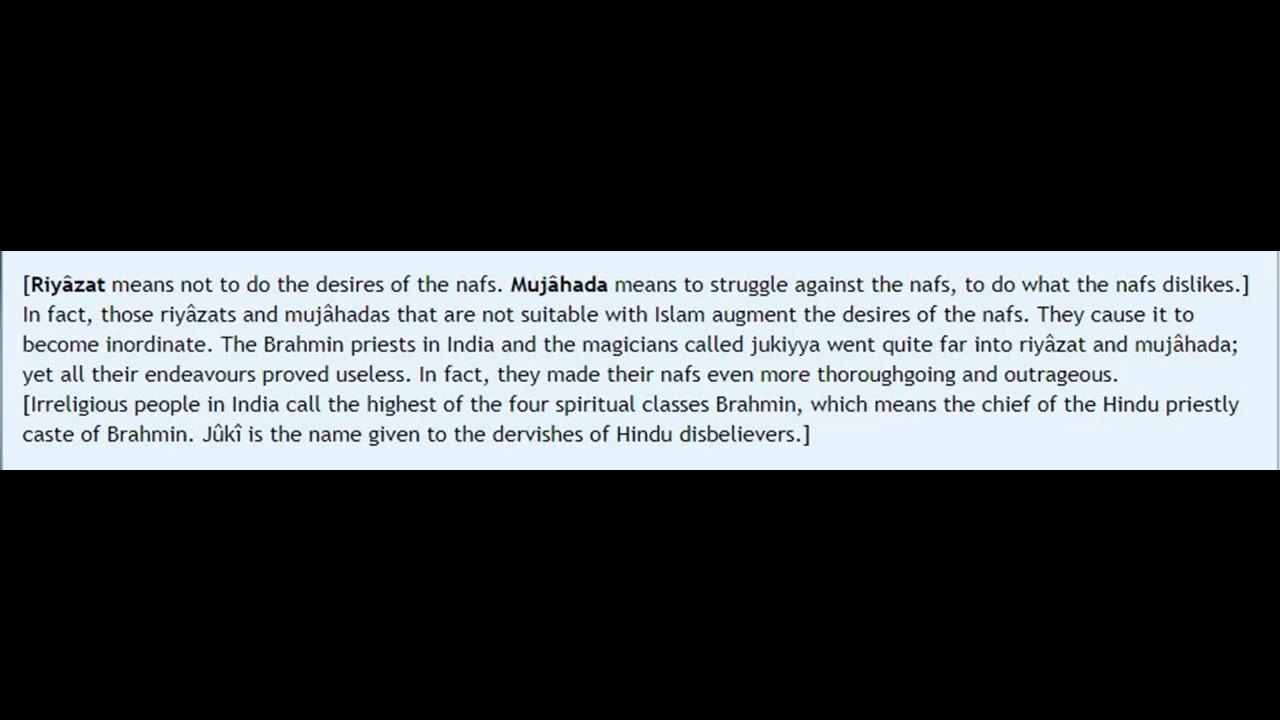 [Riyâzat means not to do the desires of the nafs. Mujâhada means to struggle against the nafs, to do what the nafs dislikes.]
In fact, those riyâzats and mujâhadas that are not suitable with Islam augment the desires of the nafs. They cause it to
become inordinate. The Brahmin priests in India and the magicians called jukiyya went quite far into riyâzat and mujâhada;
yet all their endeavours proved useless. In fact, they made their nafs even more thoroughgoing and outrageous.
[Irreligious people in India call the highest of the four spiritual classes Brahmin, which means the chief of the Hindu priestly
caste of Brahmin. Jûkî is the name given to the dervishes of Hindu disbelievers.]